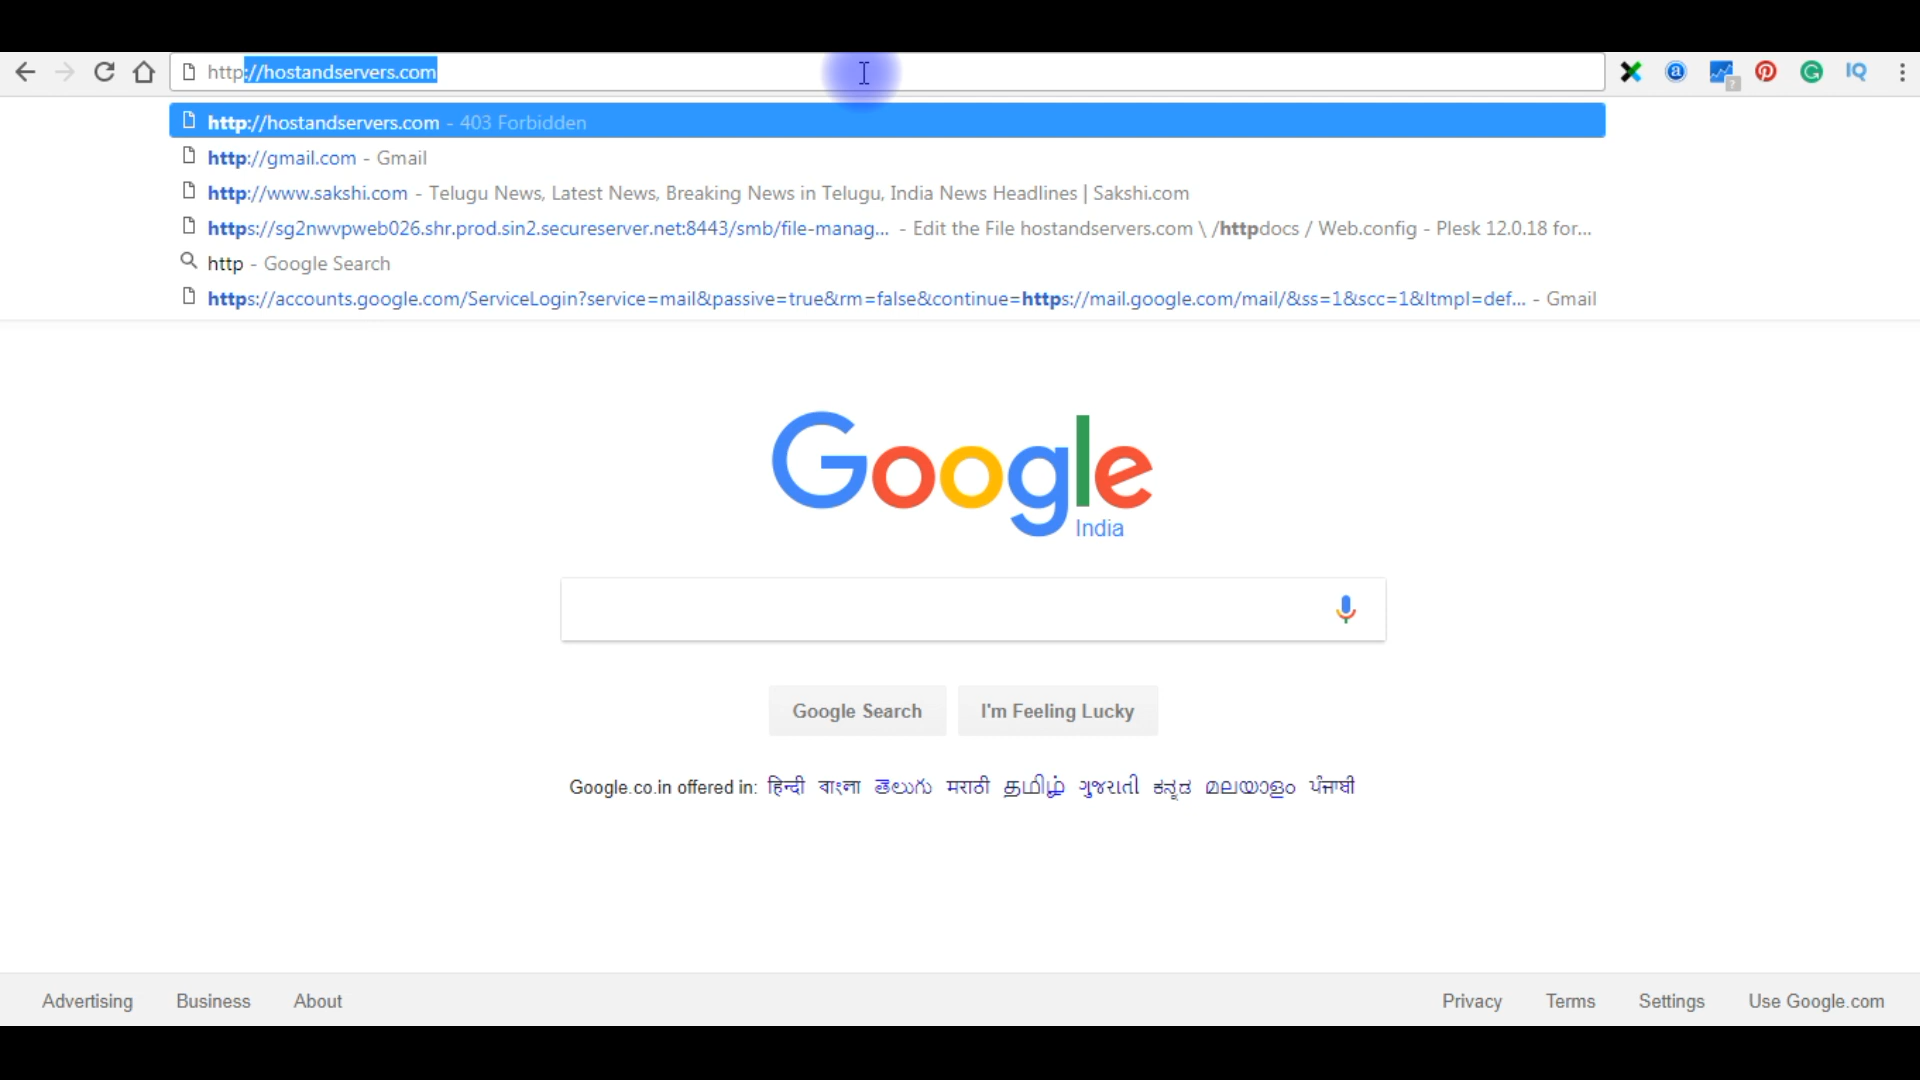 http://hostandservers.com
http://hostandservers.com - 403 Forbidden
http://gmail.com - Gmail
http://www.sakshi.com - Telugu News, Latest News, Breaking News in Telugu, India News Headlines | Sakshi.com
https://sg2nwvpweb026.shr.prod.sin2.secureserver.net:8443/smb/file-manag... - Edit the File hostandservers.com \ /httpdocs / Web.config - Plesk 12.0.18 for...
http - Google Search
https://accounts.google.com/ServiceLogin?service=mail&passive=true&rm=false&continue=https://mail.google.com/mail/&ss=1&scc=1&ltmpl=def... - Gmail
Google
India
Google Search I'm Feeling Lucky
Google.co.in offered in: हिन्दी বাংলা తెలుగు मराठी தமிழ் ગુજરાતી ಕನ್ನಡ മലയാളം ਪੰਜਾਬੀ
Advertising Business About Privacy Terms Settings Use Google.com